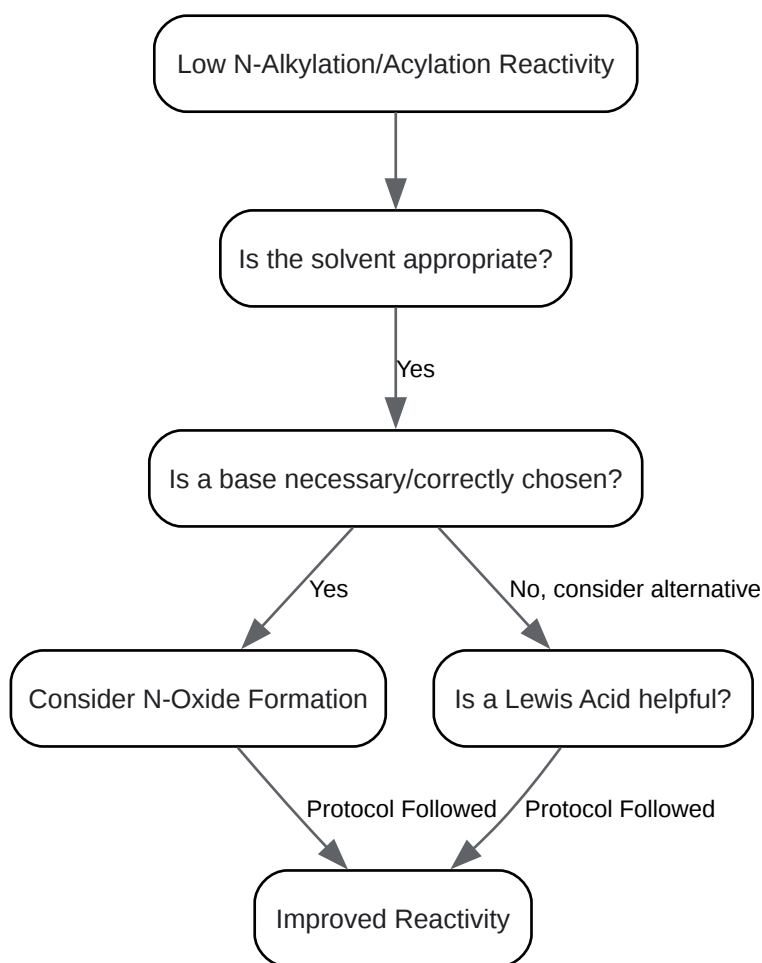 Low N-Alkylation/Acylation Reactivity
Is the solvent appropriate?
Yes
Is a base necessary/correctly chosen?
Yes
No, consider alternative
Consider N-Oxide Formation
Is a Lewis Acid helpful?
Protocol Followed
Protocol Followed
Improved Reactivity